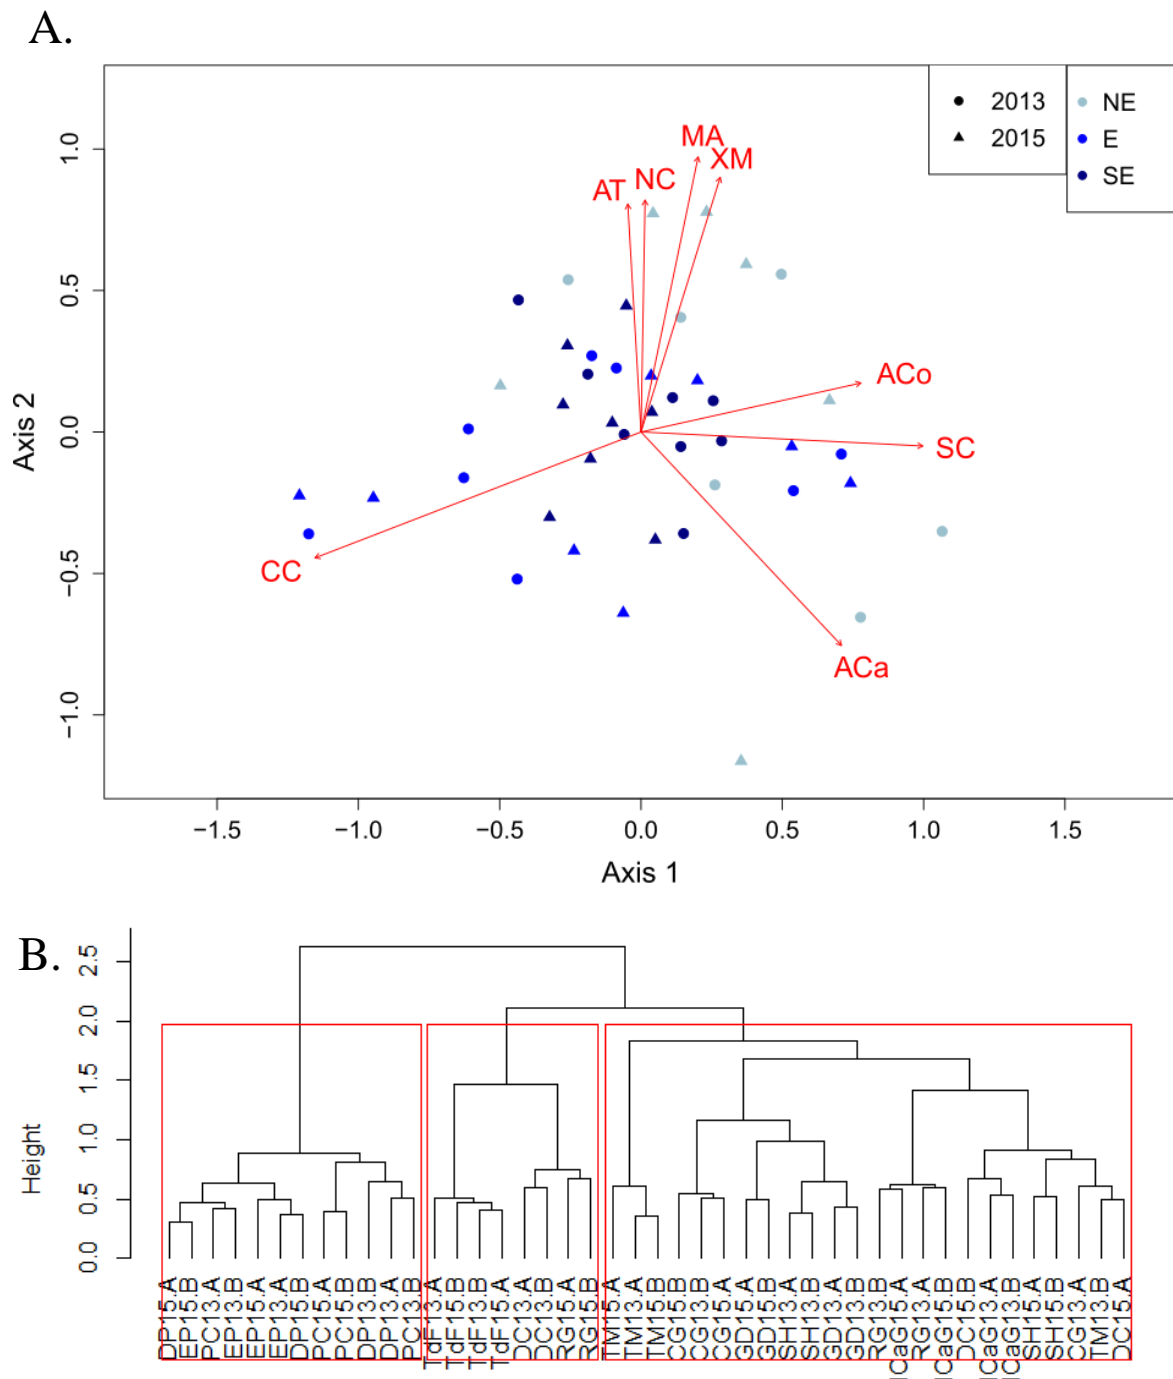 A.
2013
2015
NE
E
SE
MA
XM
AT
NC
ACo
SC
CC
ACa
Axis 2
1.0
0.5
0.0
−0.5
−1.0
−1.5
−1.0
−0.5
0.0
0.5
1.0
1.5
Axis 1
B.
Height
2.5
2.0
1.5
1.0
0.5
0.0
DP15.A
EP15.B
PC13.A
EP13.B
EP15.A
EP13.A
DP15.B
PC15.A
PC15.B
DP13.B
DP13.A
PC13.B
TdF13.A
TdF15.B
TdF13.B
TdF15.A
DC13.A
DC13.B
RG15.A
RG15.B
TM15.A
TM13.A
TM15.B
CG15.B
CG13.B
CG15.A
GD15.A
GD15.B
SH13.A
SH13.B
GD13.A
GD13.B
RG13.B
ICaG15.A
RG13.A
ICaG15.B
DC15.B
ICaG13.A
ICaG13.B
SH15.A
SH15.B
CG13.A
TM13.B
DC15.A